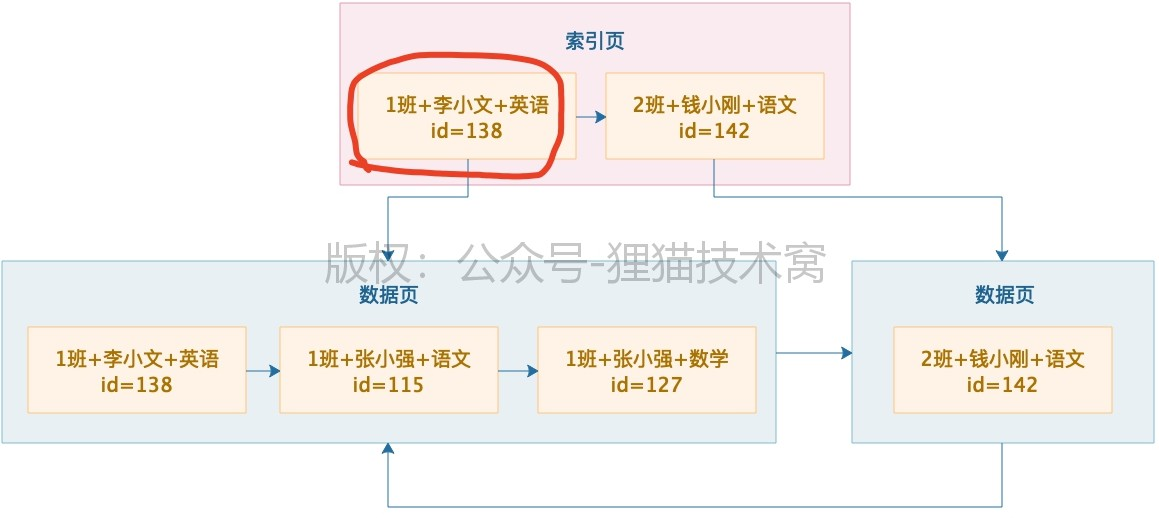 索引页
1班+李小文+英语
id=138
2班+钱小刚+语文
id=142
版权：公众号-狸猫技术窝
数据页
1班+李小文+英语
id=138
1班+张小强+语文
id=115
1班+张小强+数学
id=127
数据页
2班+钱小刚+语文
id=142